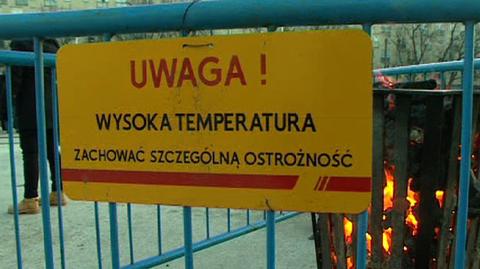 UWAGA !
WYSOKA TEMPERATURA
ZACHOWAĆ SZCZEGÓLNĄ OSTROŻNOŚĆ